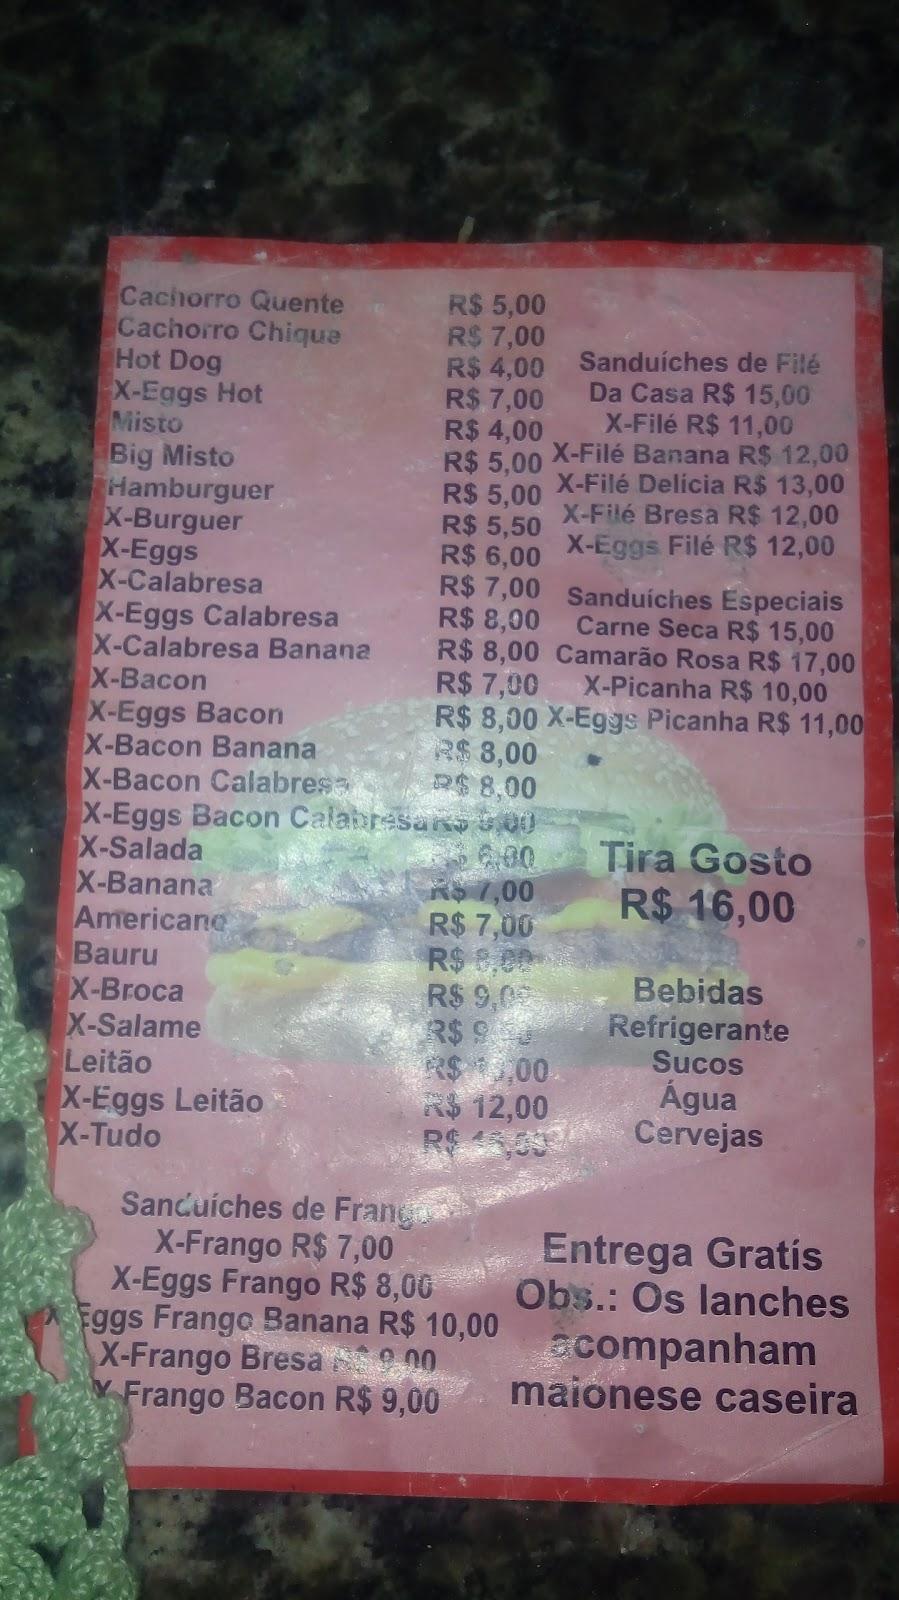 Cachorro Quente R$ 5,00
Cachorro Chique R$ 7,00
Hot Dog R$ 4,00
X-Eggs Hot R$ 7,00
Misto R$ 4,00
Big Misto R$ 5,00
Hamburguer R$ 5,00
X-Burguer R$ 5,50
X-Eggs R$ 6,00
X-Calabresa R$ 7,00
X-Eggs Calabresa R$ 8,00
X-Calabresa Banana R$ 8,00
X-Bacon R$ 7,00
X-Eggs Bacon R$ 8,00
X-Bacon Banana R$ 8,00
X-Bacon Calabresa R$ 8,00
X-Eggs Bacon Calabresa R$
X-Salada R$ 6,00
X-Banana R$ 7,00
Americano R$ 7,00
Bauru R$
X-Broca R$ 9,00
X-Salame R$
Leitão R$
X-Eggs Leitão R$ 12,00
X-Tudo R$
Sanduíches de Frango
X-Frango R$ 7,00
X-Eggs Frango R$ 8,00
X-Eggs Frango Banana R$ 10,00
X-Frango Bresa R$ 9,00
X-Frango Bacon R$ 9,00
Sanduíches de Filé
Da Casa R$ 15,00
X-Filé R$ 11,00
X-Filé Banana R$ 12,00
X-Filé Delícia R$ 13,00
X-Filé Bresa R$ 12,00
X-Eggs Filé R$ 12,00
Sanduíches Especiais
Carne Seca R$ 15,00
Camarão Rosa R$ 17,00
X-Picanha R$ 10,00
X-Eggs Picanha R$ 11,00
Tira Gosto
R$ 16,00
Bebidas
Refrigerante
Sucos
Água
Cervejas
Entrega Gratís
Obs.: Os lanches
acompanham
maionese caseira